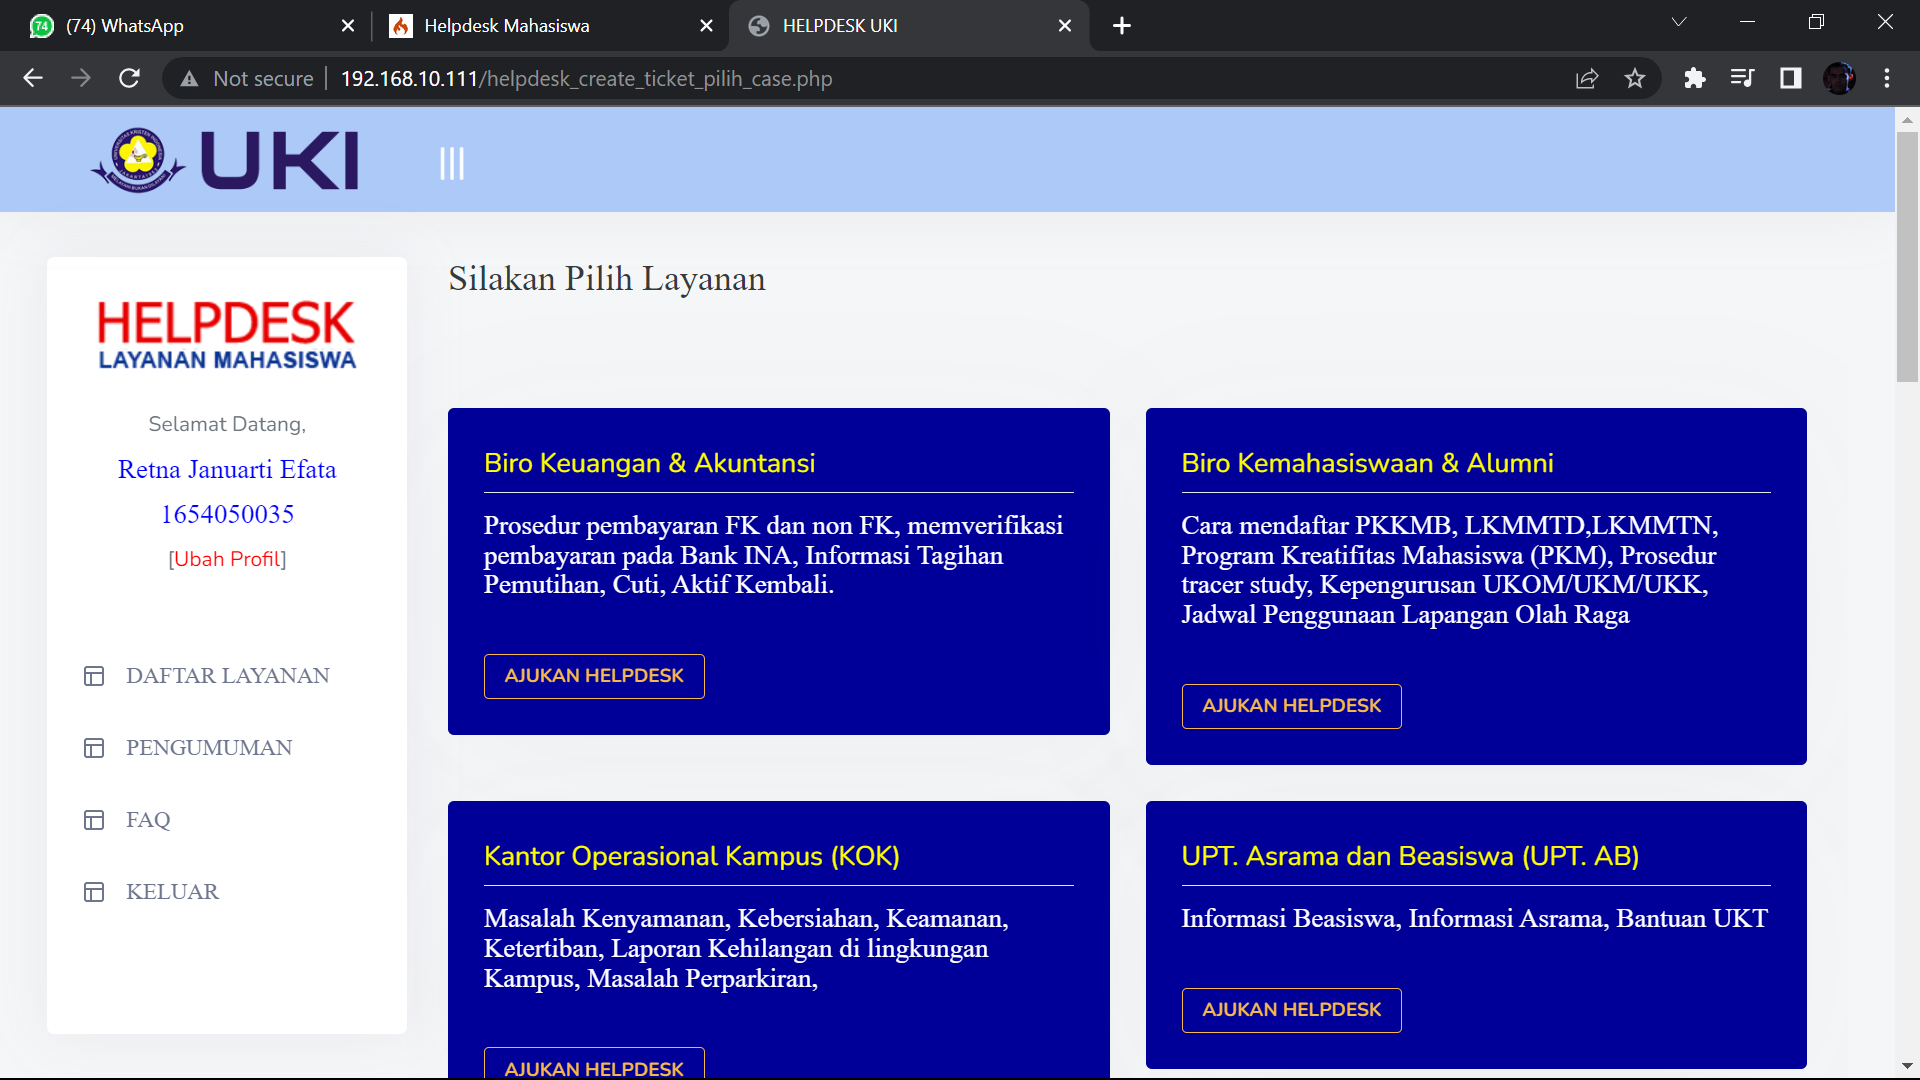 (74) WhatsApp
Helpdesk Mahasiswa
HELPDESK UKI
Not secure
192.168.10.111/helpdesk_create_ticket_pilih_case.php
UKI
HELPDESK
LAYANAN MAHASISWA
Selamat Datang,
Retna Januarti Efata
1654050035
[Ubah Profil]
DAFTAR LAYANAN
PENGUMUMAN
FAQ
KELUAR
Silakan Pilih Layanan
Biro Keuangan & Akuntansi
Prosedur pembayaran FK dan non FK, memverifikasi
pembayaran pada Bank INA, Informasi Tagihan
Pemutihan, Cuti, Aktif Kembali.
AJUKAN HELPDESK
Biro Kemahasiswaan & Alumni
Cara mendaftar PKKMB, LKMMTD,LKMMTN,
Program Kreatifitas Mahasiswa (PKM), Prosedur
tracer study, Kepengurusan UKOM/UKM/UKK,
Jadwal Penggunaan Lapangan Olah Raga
AJUKAN HELPDESK
Kantor Operasional Kampus (KOK)
Masalah Kenyamanan, Kebersiahan, Keamanan,
Ketertiban, Laporan Kehilangan di lingkungan
Kampus, Masalah Perparkiran,
AJUKAN HELPDESK
UPT. Asrama dan Beasiswa (UPT. AB)
Informasi Beasiswa, Informasi Asrama, Bantuan UKT
AJUKAN HELPDESK